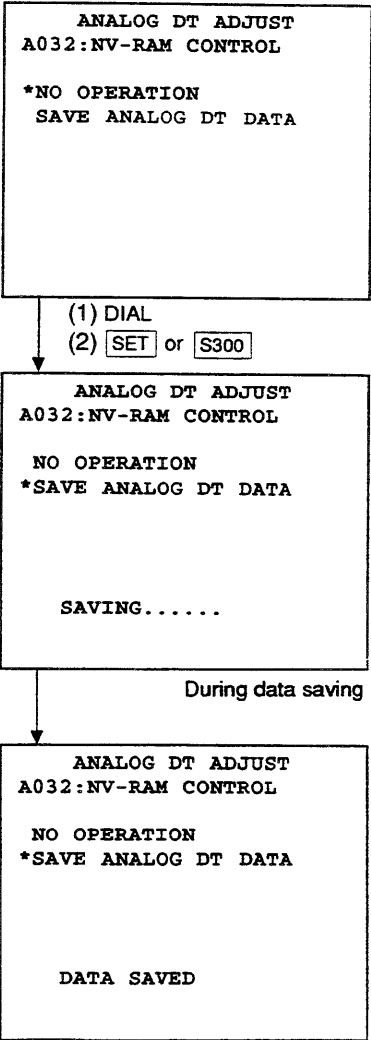 ANALOG DT ADJUST
A032:NV-RAM CONTROL
*NO OPERATION
SAVE ANALOG DT DATA
(1) DIAL
(2) SET or S300
ANALOG DT ADJUST
A032:NV-RAM CONTROL
NO OPERATION
*SAVE ANALOG DT DATA
SAVING......
During data saving
ANALOG DT ADJUST
A032:NV-RAM CONTROL
NO OPERATION
*SAVE ANALOG DT DATA
DATA SAVED